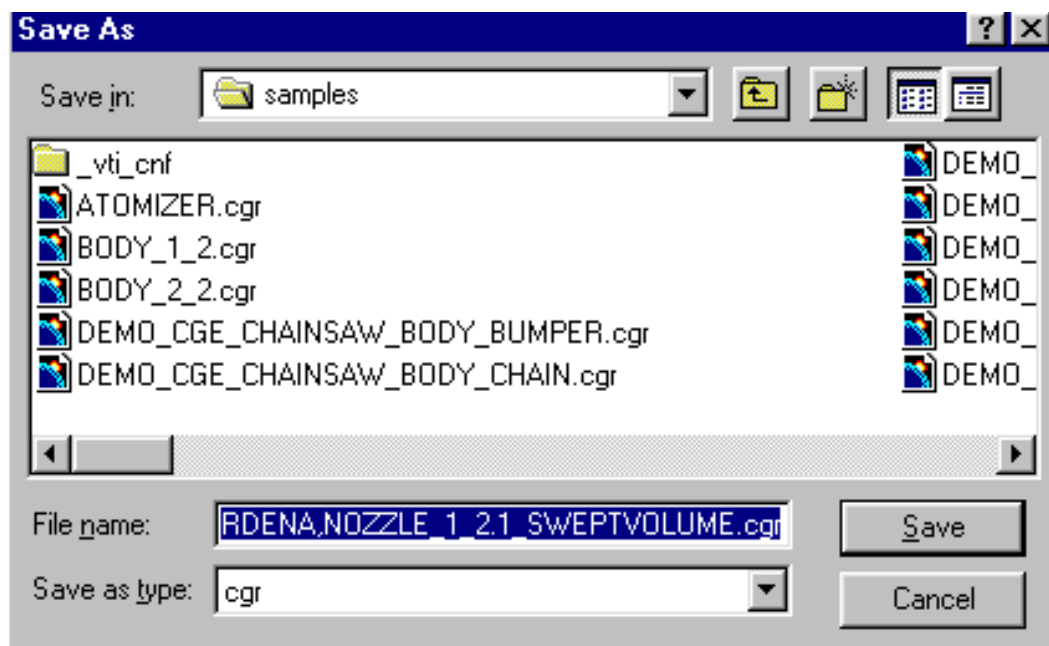 Save As
Save in: samples
_vti_cnf DEMO_
ATOMIZER.cgr DEMO_
BODY_1_2.cgr DEMO_
BODY_2_2.cgr DEMO_
DEMO_CGE_CHAINSAW_BODY_BUMPER.cgr DEMO_
DEMO_CGE_CHAINSAW_BODY_CHAIN.cgr DEMO_
File name: RDENA,NOZZLE_1_2.1_SWEPTVOLUME.cgr Save
Save as type: cgr Cancel